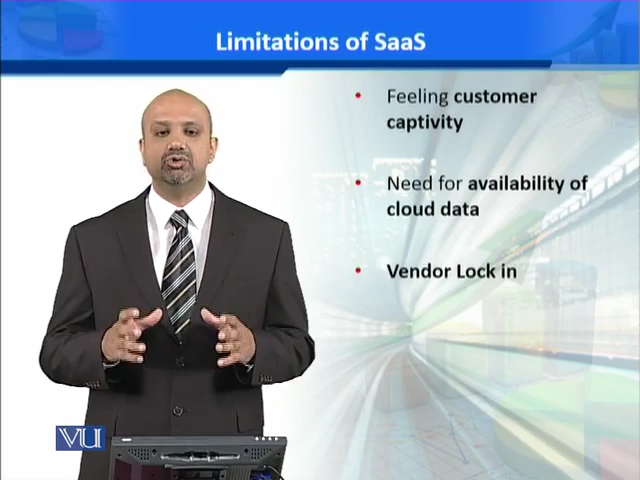 Limitations of SaaS
Feeling customer
captivity
Need for availability of
cloud data
Vendor Lock in
VU